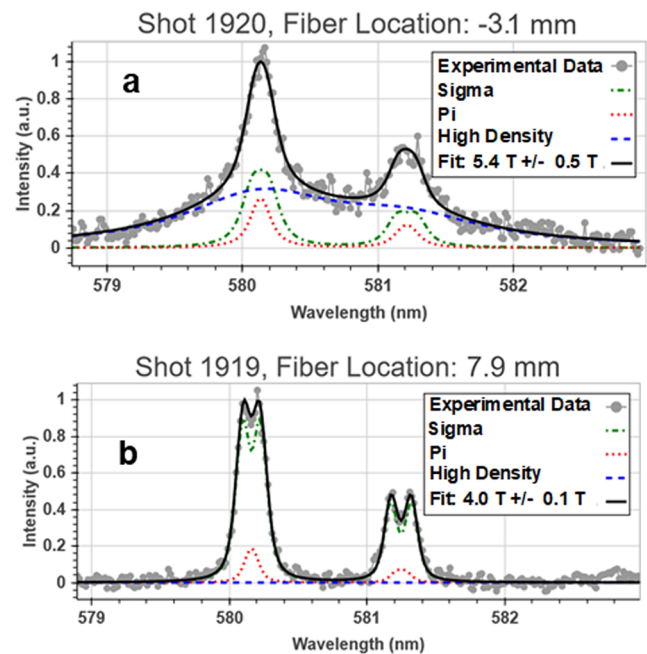 Shot 1920, Fiber Location: -3.1 mm
a
Experimental Data
Sigma
Pi
High Density
Fit: 5.4 T +/- 0.5 T
1
0.8
0.6
0.4
0.2
0
Intensity (a.u.)
579
580
581
582
Wavelength (nm)
Shot 1919, Fiber Location: 7.9 mm
b
Experimental Data
Sigma
Pi
High Density
Fit: 4.0 T +/- 0.1 T
1
0.8
0.6
0.4
0.2
0
Intensity (a.u.)
579
580
581
582
Wavelength (nm)